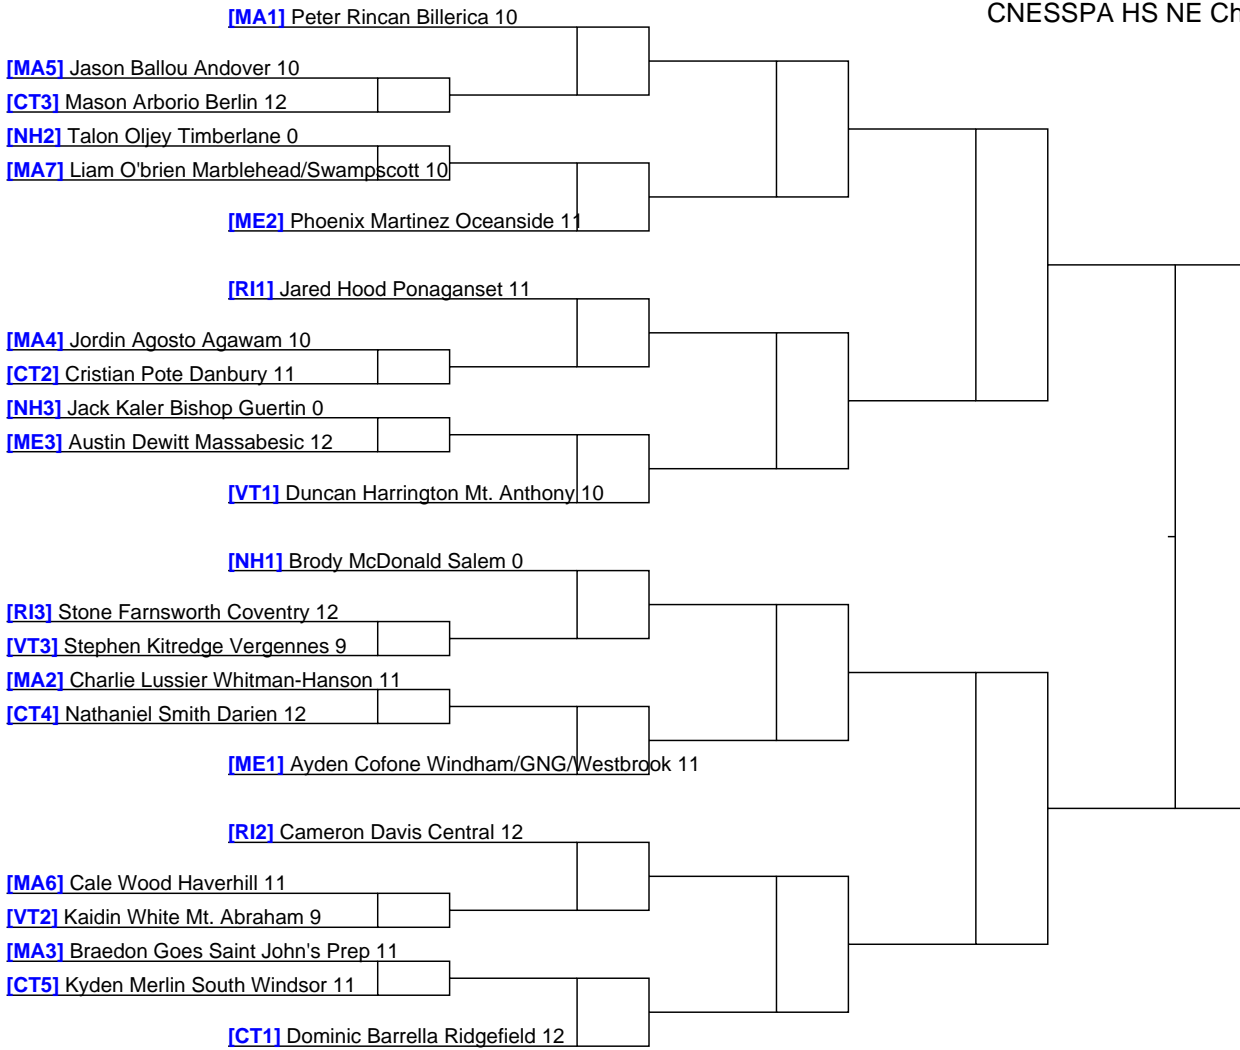 [MA1] Peter Rincan Billerica 10
CNESSPA HS NE Ch
[MA5] Jason Ballou Andover 10
[CT3] Mason Arborio Berlin 12
[NH2] Talon Oljey Timberlane 0
[MA7] Liam O'brien Marblehead/Swampscott 10
[ME2] Phoenix Martinez Oceanside 11
[RI1] Jared Hood Ponaganset 11
[MA4] Jordin Agosto Agawam 10
[CT2] Cristian Pote Danbury 11
[NH3] Jack Kaler Bishop Guertin 0
[ME3] Austin Dewitt Massabesic 12
[VT1] Duncan Harrington Mt. Anthony 10
[NH1] Brody McDonald Salem 0
[RI3] Stone Farnsworth Coventry 12
[VT3] Stephen Kitredge Vergennes 9
[MA2] Charlie Lussier Whitman-Hanson 11
[CT4] Nathaniel Smith Darien 12
[ME1] Ayden Cofone Windham/GNG/Westbrook 11
[RI2] Cameron Davis Central 12
[MA6] Cale Wood Haverhill 11
[VT2] Kaidin White Mt. Abraham 9
[MA3] Braedon Goes Saint John's Prep 11
[CT5] Kyden Merlin South Windsor 11
[CT1] Dominic Barrella Ridgefield 12